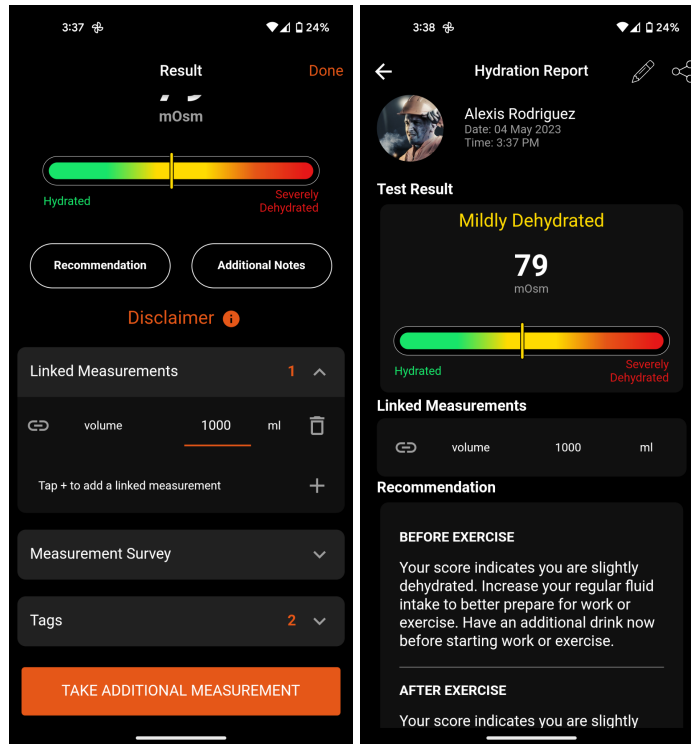 3:37
24%
Result
Done
mOsm
Hydrated
Severely
Dehydrated
Recommendation
Additional Notes
Disclaimer
Linked Measurements
1
volume
1000
ml
Tap + to add a linked measurement
Measurement Survey
Tags
2
TAKE ADDITIONAL MEASUREMENT
3:38
24%
Hydration Report
Alexis Rodriguez
Date: 04 May 2023
Time: 3:37 PM
Test Result
Mildly Dehydrated
79
mOsm
Hydrated
Severely
Dehydrated
Linked Measurements
volume
1000
ml
Recommendation
BEFORE EXERCISE
Your score indicates you are slightly
dehydrated. Increase your regular fluid
intake to better prepare for work or
exercise. Have an additional drink now
before starting work or exercise.
AFTER EXERCISE
Your score indicates you are slightly